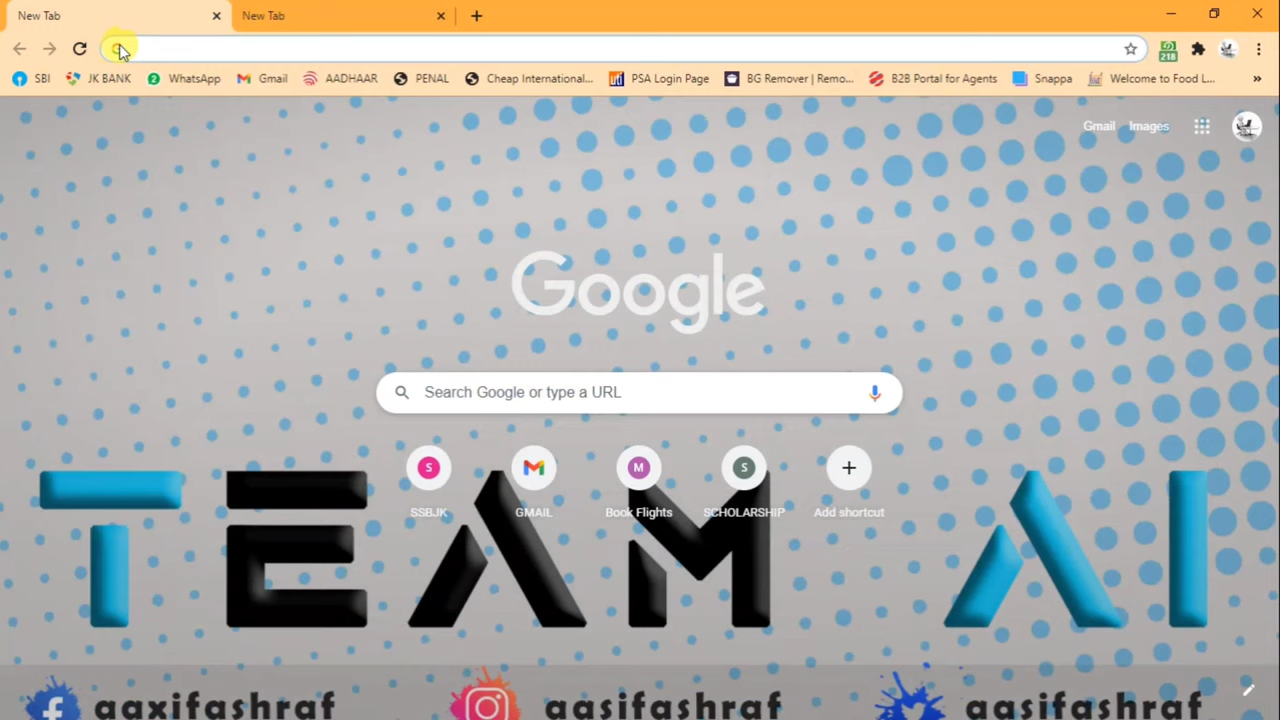 New Tab
New Tab
SBI JK BANK WhatsApp Gmail AADHAAR PENAL Cheap International... PSA Login Page BG Remover | Remo... B2B Portal for Agents Snappa Welcome to Food L... »
218
Gmail Images
Google
Search Google or type a URL
S M S
SSBJK GMAIL Book Flights SCHOLARSHIP Add shortcut
TEAM AI
aaxifashraf aasifashraf aasifashraf